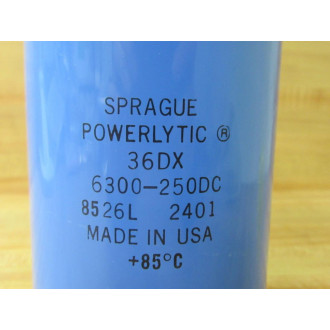 SPRAGUE
POWERLYTIC ®
36DX
6300-250DC
8526L 2401
MADE IN USA
+85°C